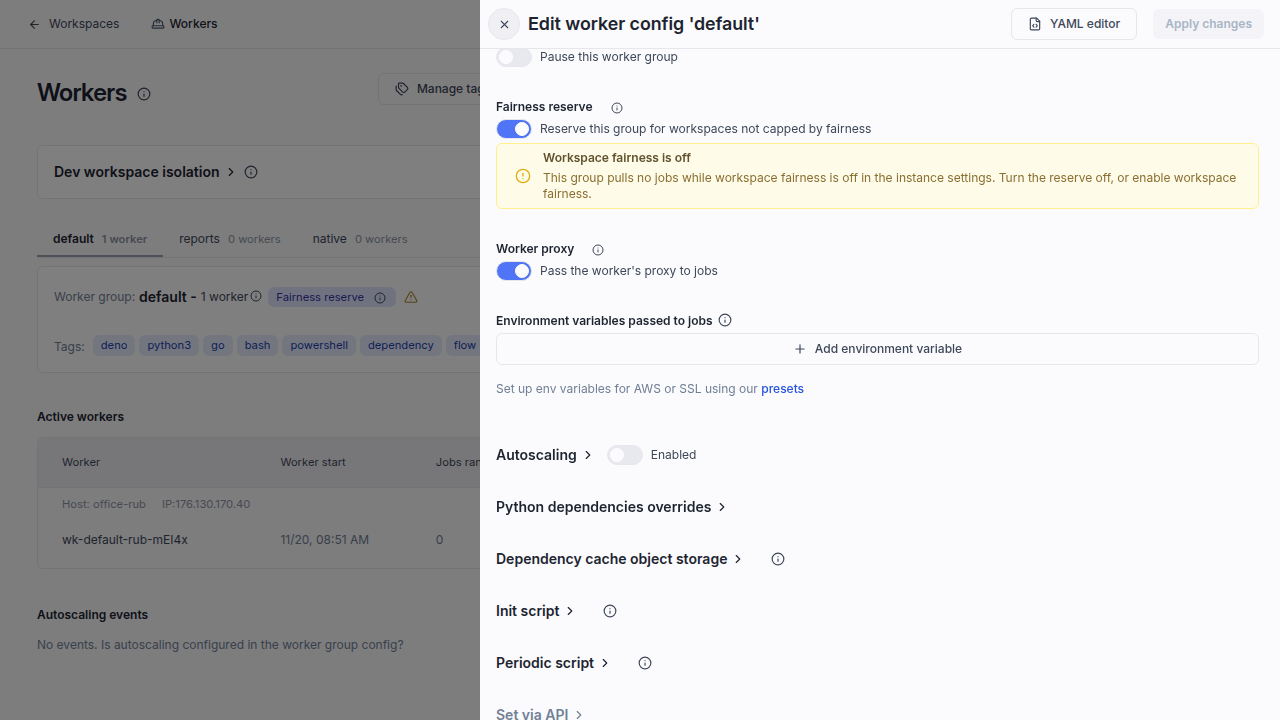 Workspaces
Workers
Edit worker config 'default'
YAML editor
Apply changes
Pause this worker group
Workers
Manage tag
Fairness reserve
Reserve this group for workspaces not capped by fairness
Workspace fairness is off
This group pulls no jobs while workspace fairness is off in the instance settings. Turn the reserve off, or enable workspace
fairness.
Dev workspace isolation
default 1 worker
reports 0 workers
native 0 workers
Worker proxy
Pass the worker's proxy to jobs
Worker group: default - 1 worker
Fairness reserve
Environment variables passed to jobs
Add environment variable
Tags: deno python3 go bash powershell dependency flow
Set up env variables for AWS or SSL using our presets
Active workers
Autoscaling
Enabled
Worker
Worker start
Jobs ran
Host: office-rub IP:176.130.170.40
Python dependencies overrides
wk-default-rub-mEI4x
11/20, 08:51 AM
0
Dependency cache object storage
Autoscaling events
Init script
No events. Is autoscaling configured in the worker group config?
Periodic script
Set via API